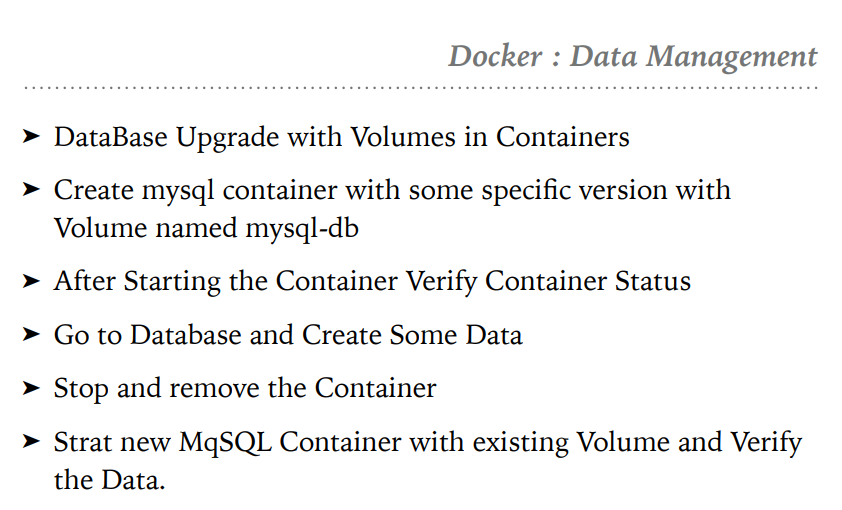 Docker : Data Management
➤ DataBase Upgrade with Volumes in Containers
➤ Create mysql container with some specific version with
Volume named mysql-db
➤ After Starting the Container Verify Container Status
➤ Go to Database and Create Some Data
➤ Stop and remove the Container
➤ Strat new MqSQL Container with existing Volume and Verify
the Data.